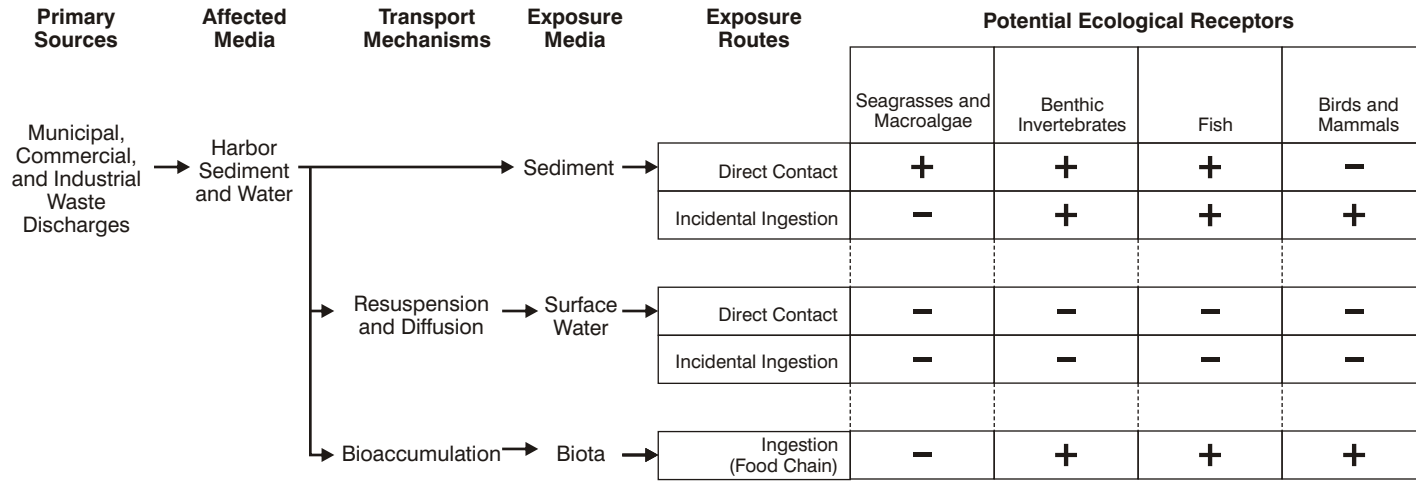 Primary
Sources
Affected
Media
Transport
Mechanisms
Exposure
Media
Exposure
Routes
Potential Ecological Receptors
Seagrasses and
Macroalgae
Benthic
Invertebrates
Fish
Birds and
Mammals
Municipal,
Commercial,
and Industrial
Waste
Discharges
Harbor
Sediment
and Water
Sediment
Direct Contact + + + –
Incidental Ingestion – + + +
Resuspension
and Diffusion
Surface
Water
Direct Contact – – – –
Incidental Ingestion – – – –
Bioaccumulation
Biota
Ingestion
(Food Chain) – + + +